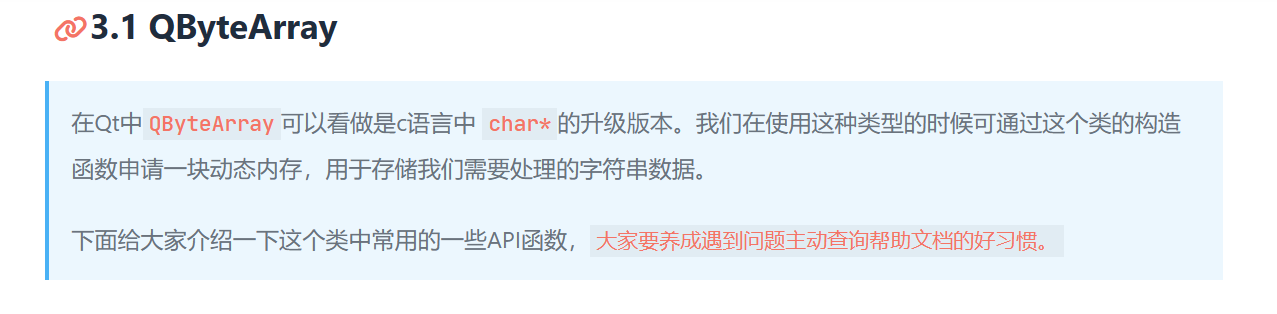 3.1 QByteArray
在Qt中QByteArray可以看做是c语言中 char*的升级版本。我们在使用这种类型的时候可通过这个类的构造
函数申请一块动态内存，用于存储我们需要处理的字符串数据。
下面给大家介绍一下这个类中常用的一些API函数，大家要养成遇到问题主动查询帮助文档的好习惯。